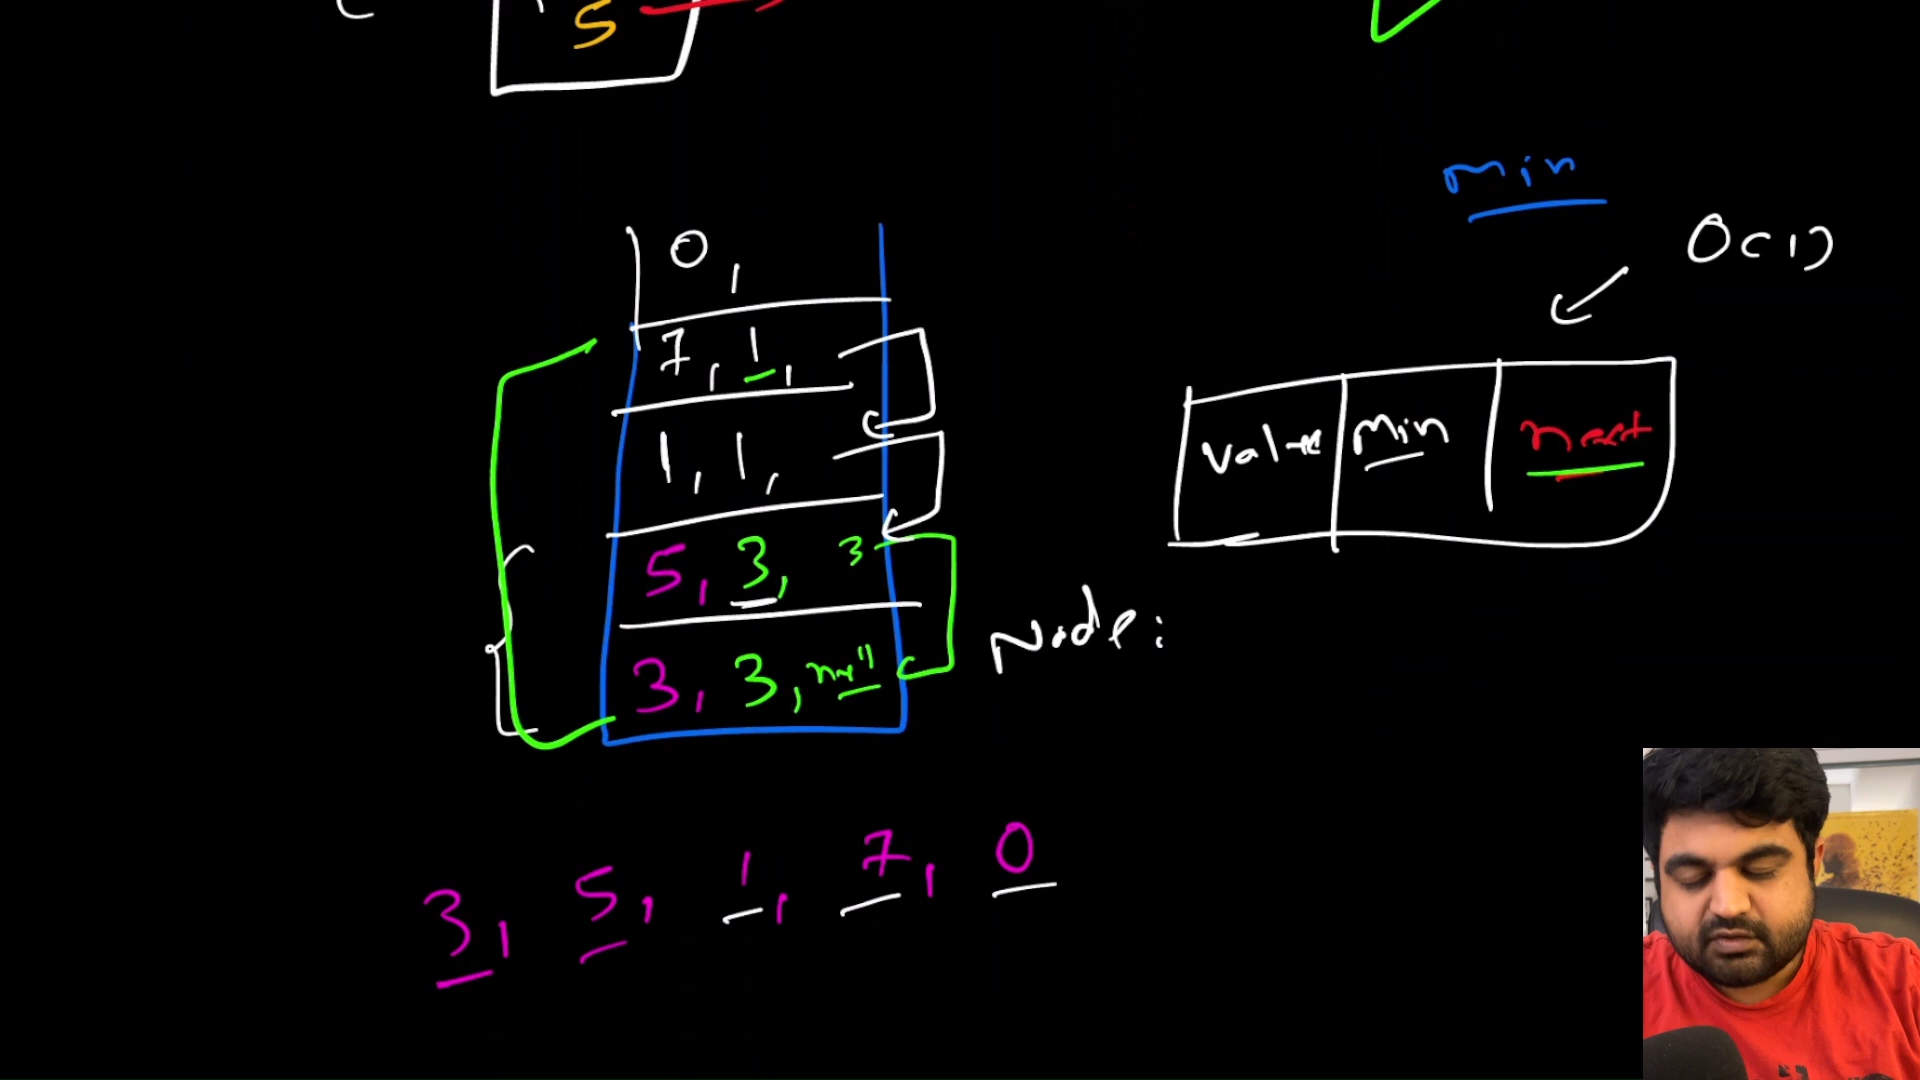 5
min
O(1)
0,
7, 1,
1, 1,
value min next
5, 3, 3
Node:
3, 3, null
3, 5, 1, 7, 0